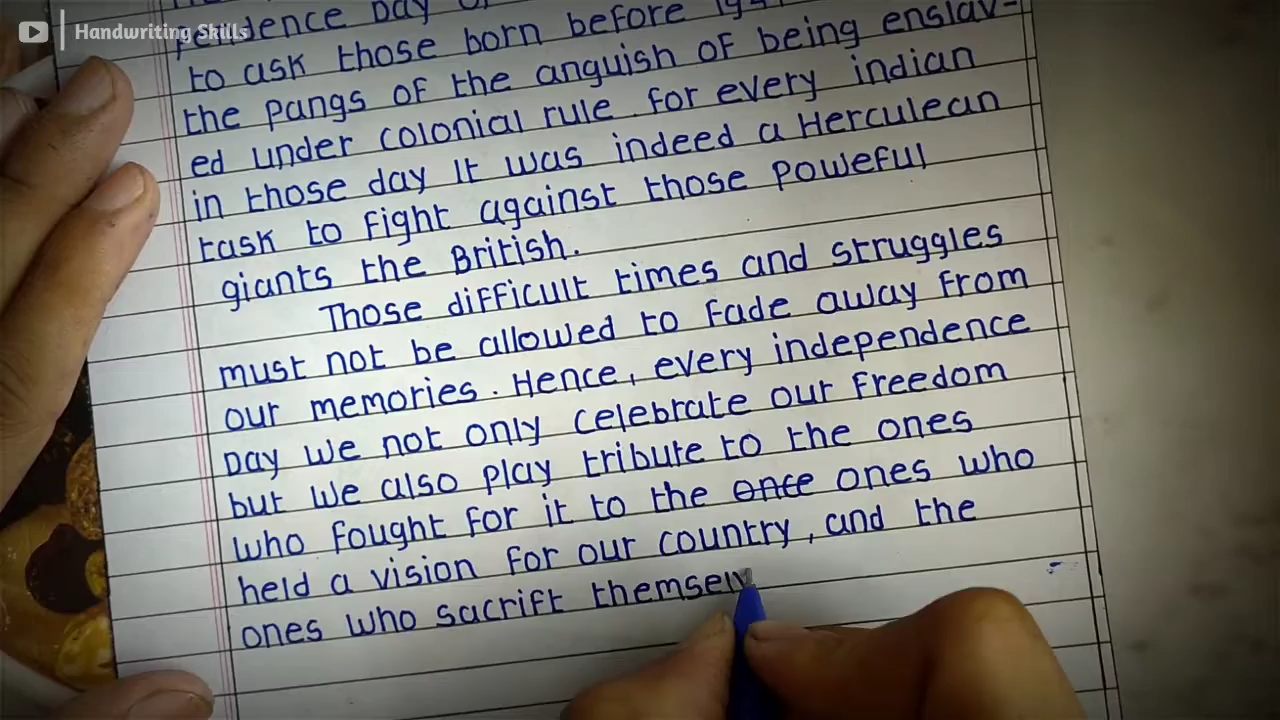 Handwriting Skills
pendence Day
to ask those born before
the pangs of the anguish of being enslav-
ed under colonial rule. for every indian
in those day It was indeed a Herculean
task to fight against those poweful
giants the British.
Those difficult times and struggles
must not be allowed to fade away from
our memories. Hence, every independence
Day we not only celebrate our freedom
but we also play tribute to the ones
who fought for it to the once ones who
held a vision for our country, and the
ones who sacrift themselv